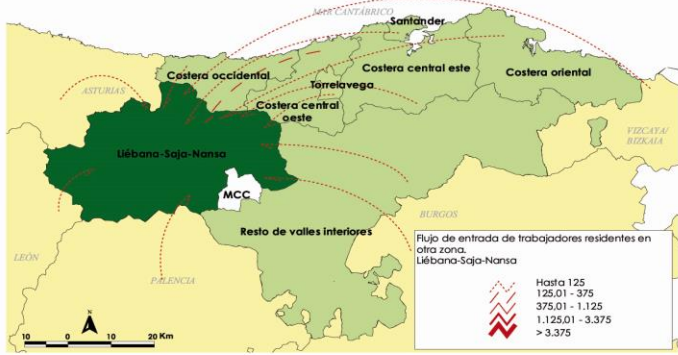 MAR CANTÁBRICO
Santander
Costera occidental
Costera central este
Costera oriental
Torrelavega
ASTURIAS
Costera central
oeste
VIZCAYA/
BIZKAIA
Liébana-Saja-Nansa
MCC
BURGOS
Resto de valles interiores
LEÓN
PALENCIA
Flujo de entrada de trabajadores residentes en
otra zona.
Liébana-Saja-Nansa
Hasta 125
125,01 - 375
375,01 - 1.125
1.125,01 - 3.375
> 3.375
N
10 0 10 20 Km